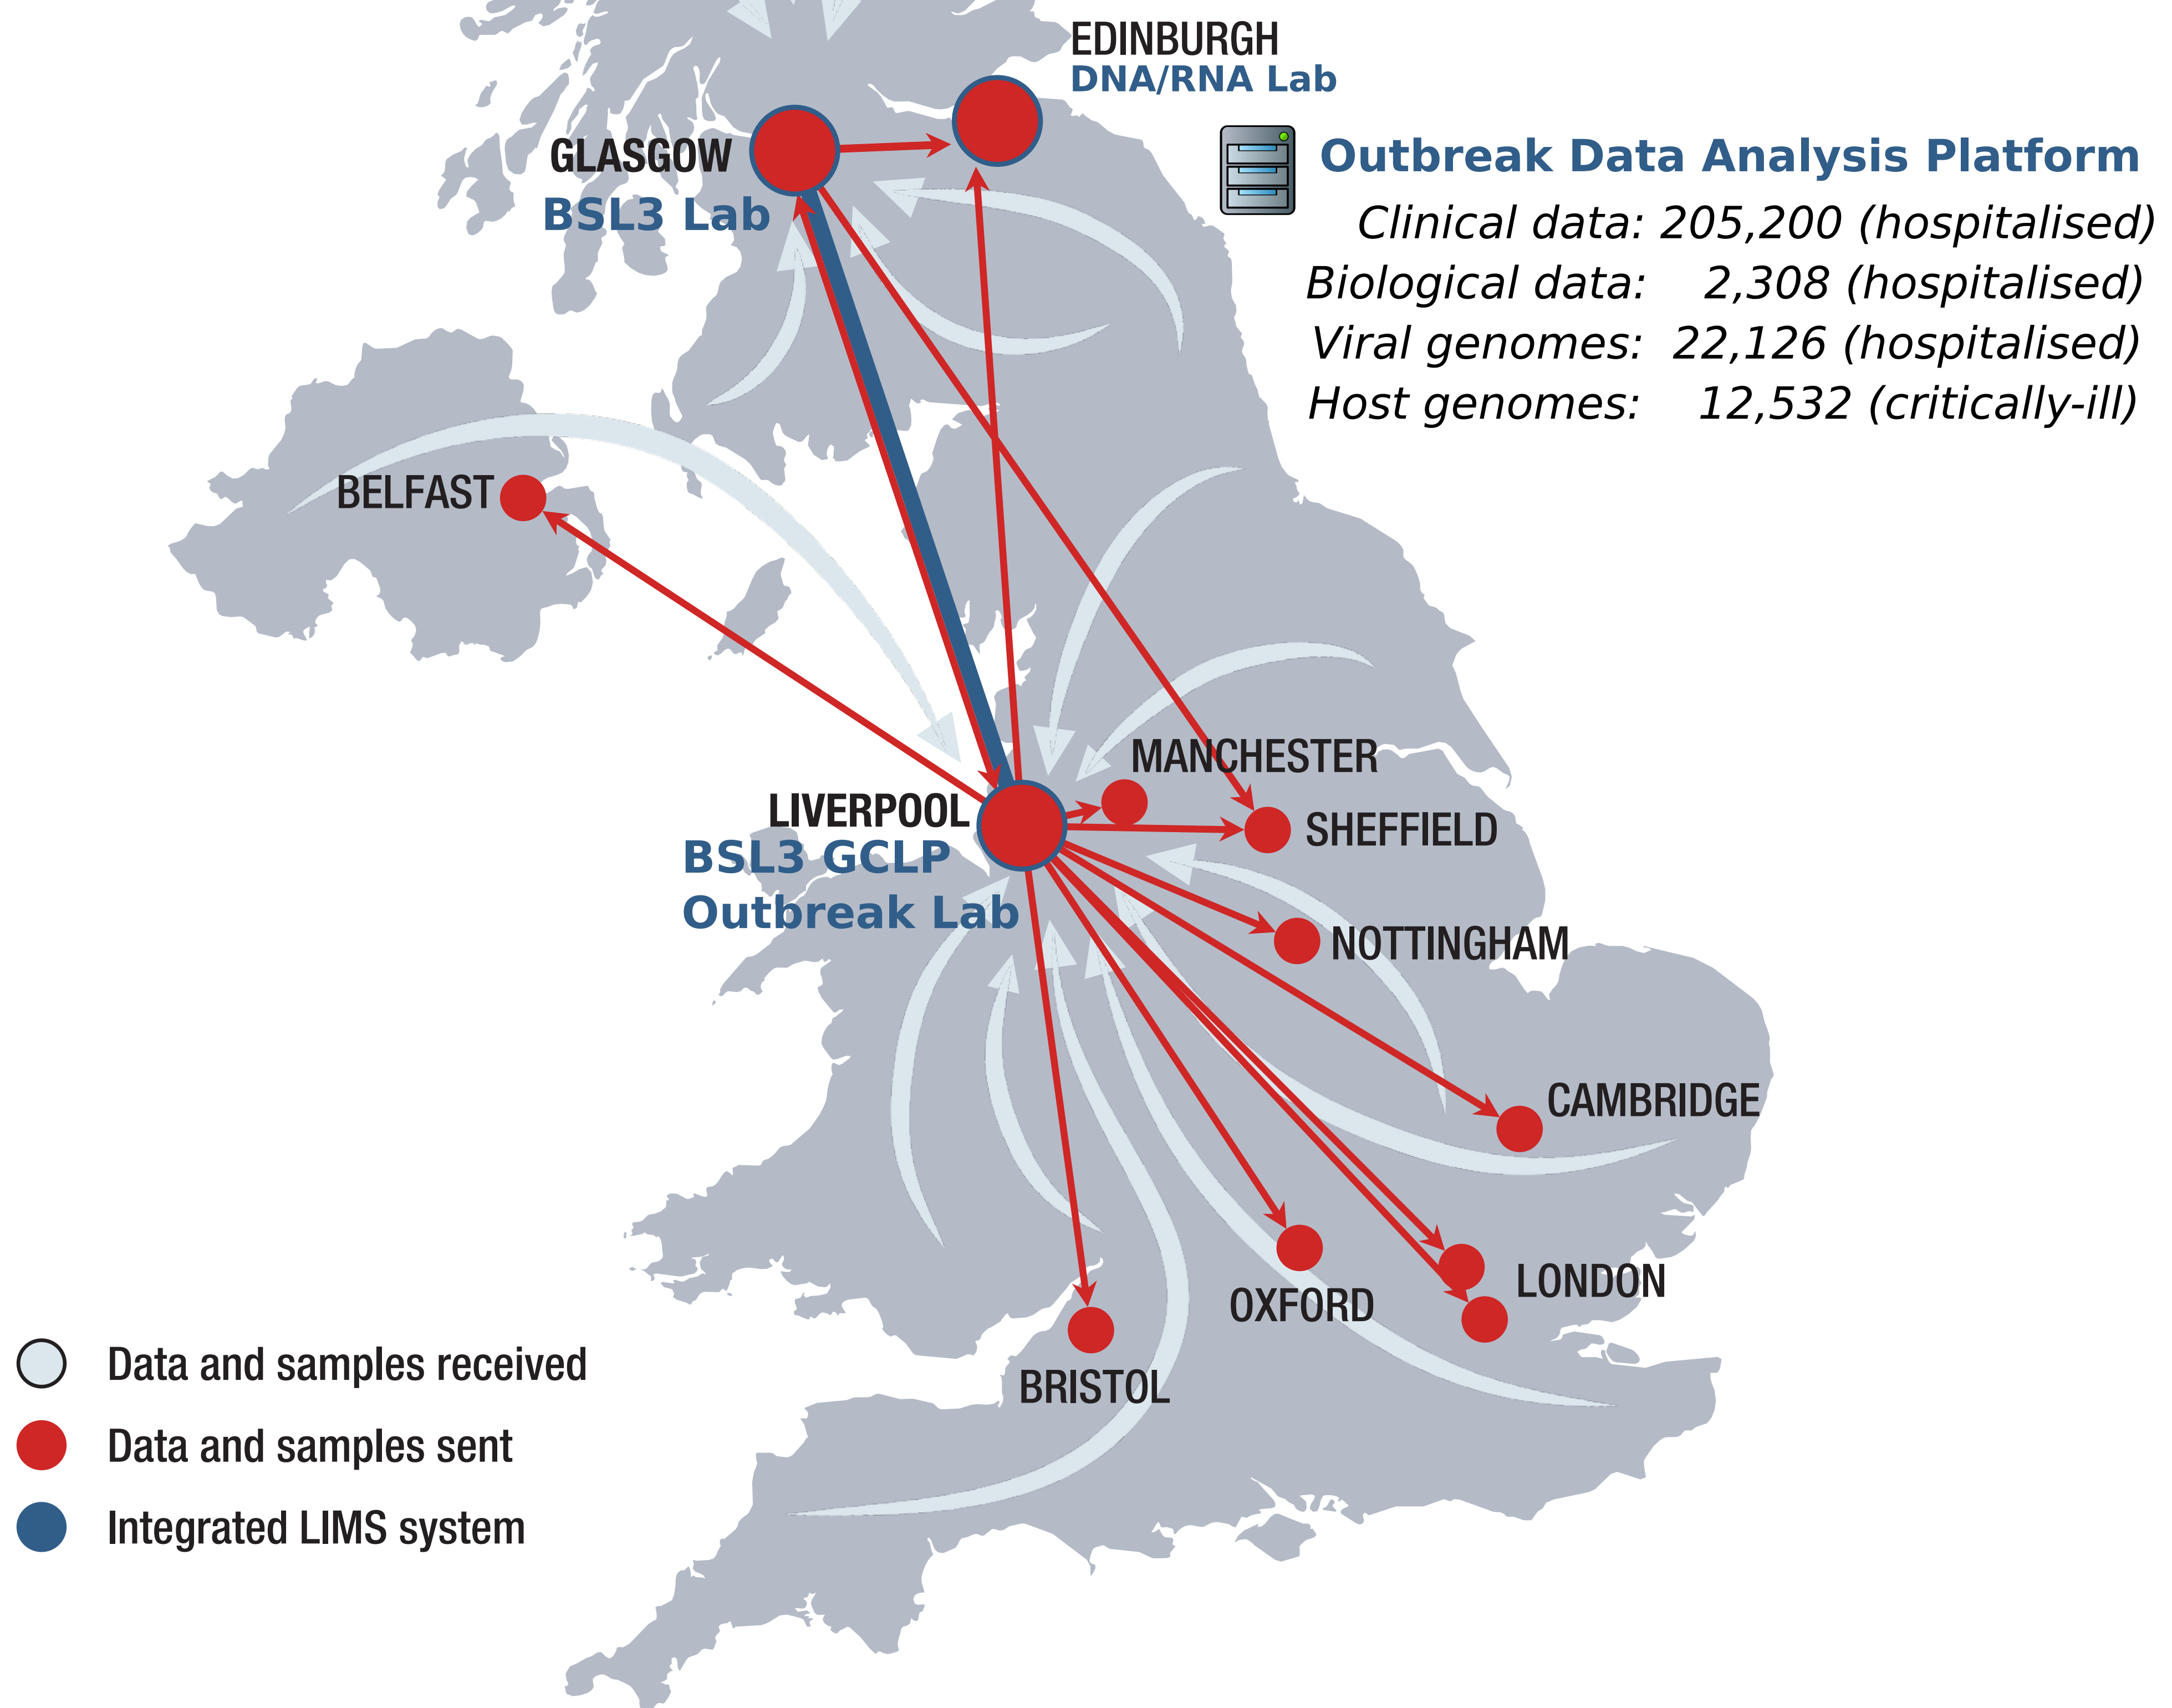 EDINBURGH
DNA/RNA Lab
GLASGOW
BSL3 Lab
Outbreak Data Analysis Platform
Clinical data: 205,200 (hospitalised)
Biological data: 2,308 (hospitalised)
Viral genomes: 22,126 (hospitalised)
Host genomes: 12,532 (critically-ill)
BELFAST
MANCHESTER
LIVERPOOL
BSL3 GCLP
Outbreak Lab
SHEFFIELD
NOTTINGHAM
CAMBRIDGE
LONDON
OXFORD
BRISTOL
Data and samples received
Data and samples sent
Integrated LIMS system